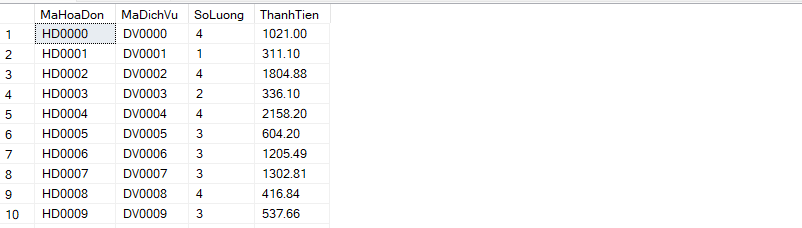 MaHoaDon MaDichVu SoLuong ThanhTien
1 HD0000 DV0000 4 1021.00
2 HD0001 DV0001 1 311.10
3 HD0002 DV0002 4 1804.88
4 HD0003 DV0003 2 336.10
5 HD0004 DV0004 4 2158.20
6 HD0005 DV0005 3 604.20
7 HD0006 DV0006 3 1205.49
8 HD0007 DV0007 3 1302.81
9 HD0008 DV0008 4 416.84
10 HD0009 DV0009 3 537.66